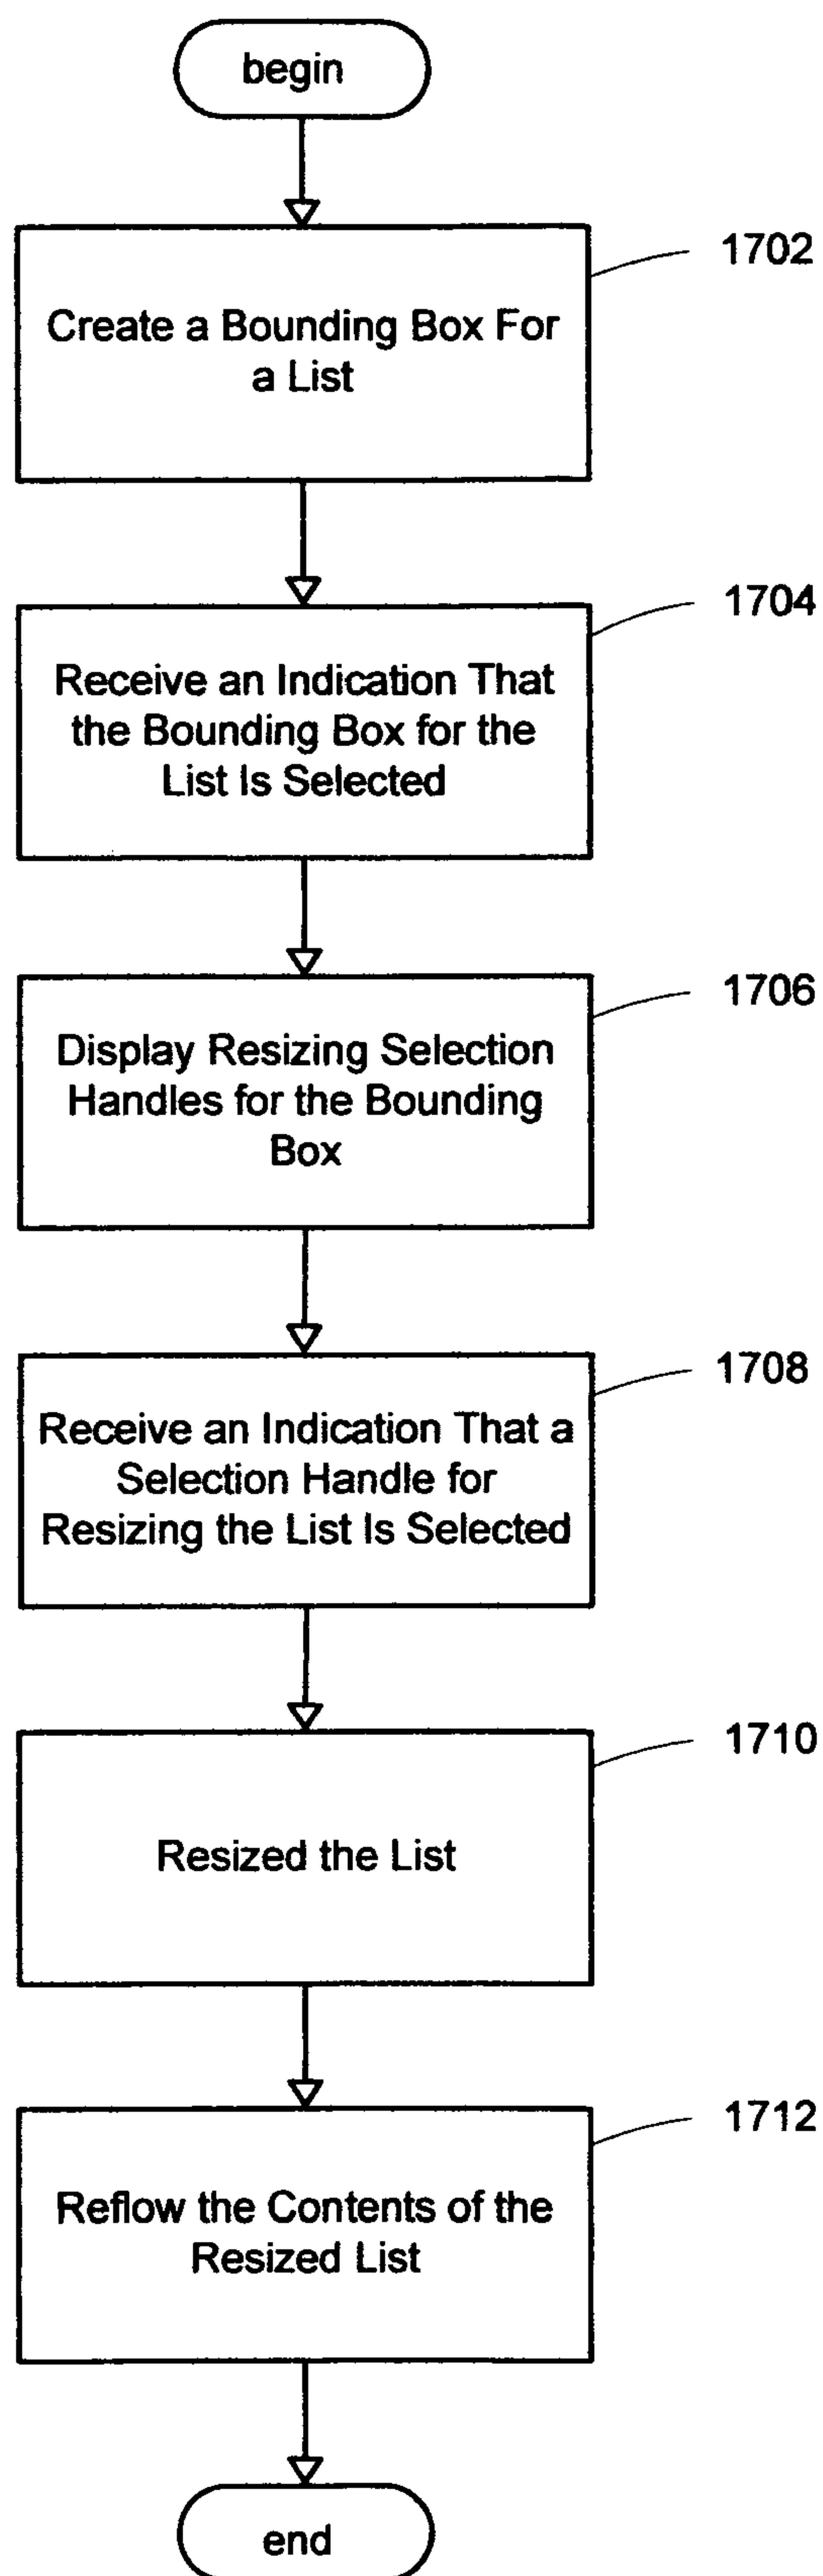 begin
1702
Create a Bounding Box For
a List
1704
Receive an Indication That
the Bounding Box for the
List Is Selected
1706
Display Resizing Selection
Handles for the Bounding
Box
1708
Receive an Indication That a
Selection Handle for
Resizing the List Is Selected
1710
Resized the List
1712
Reflow the Contents of the
Resized List
end